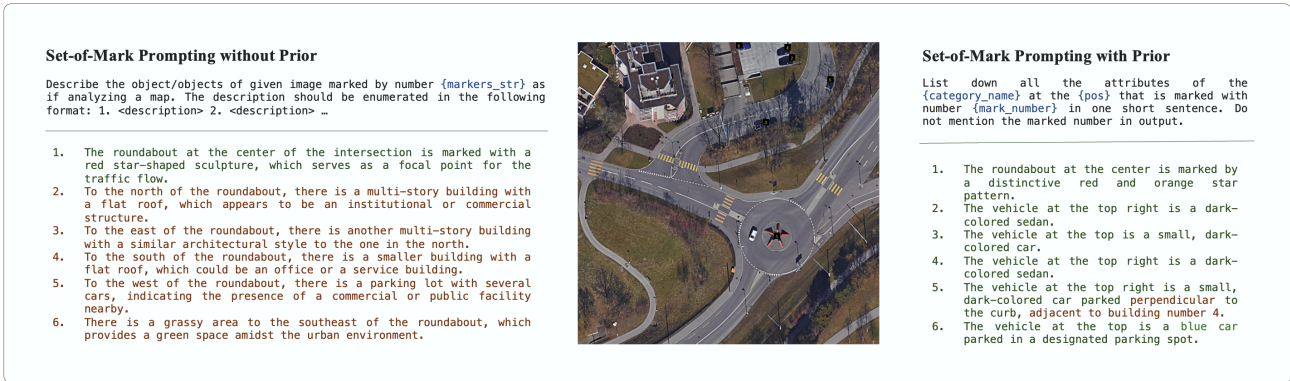 Set-of-Mark Prompting without Prior
Describe the object/objects of given image marked by number {markers_str} as
if analyzing a map. The description should be enumerated in the following
format: 1. <description> 2. <description> …
1. The roundabout at the center of the intersection is marked with a
red star-shaped sculpture, which serves as a focal point for the
traffic flow.
2. To the north of the roundabout, there is a multi-story building with
a flat roof, which appears to be an institutional or commercial
structure.
3. To the east of the roundabout, there is another multi-story building
with a similar architectural style to the one in the north.
4. To the south of the roundabout, there is a smaller building with a
flat roof, which could be an office or a service building.
5. To the west of the roundabout, there is a parking lot with several
cars, indicating the presence of a commercial or public facility
nearby.
6. There is a grassy area to the southeast of the roundabout, which
provides a green space amidst the urban environment.
Set-of-Mark Prompting with Prior
List down all the attributes of the
{category_name} at the {pos} that is marked with
number {mark_number} in one short sentence. Do
not mention the marked number in output.
1. The roundabout at the center is marked by
a distinctive red and orange star
pattern.
2. The vehicle at the top right is a dark-
colored sedan.
3. The vehicle at the top is a small, dark-
colored car.
4. The vehicle at the top right is a dark-
colored sedan.
5. The vehicle at the top right is a small,
dark-colored car parked perpendicular to
the curb, adjacent to building number 4.
6. The vehicle at the top is a blue car
parked in a designated parking spot.